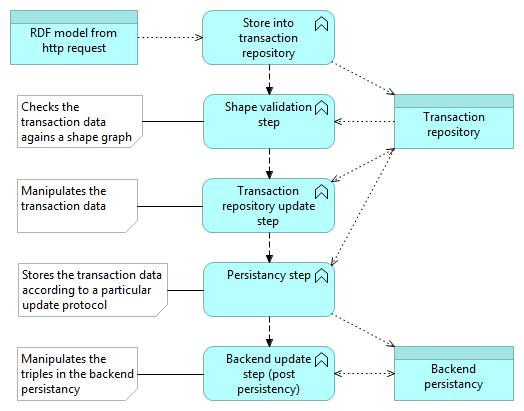 RDF model from
http request
Store into
transaction
repository
Checks the
transaction data
agains a shape graph
Shape validation
step
Transaction
repository
Manipulates the
transaction data
Transaction
repository update
step
Stores the transaction data
according to a particular
update protocol
Persistancy step
Manipulates the
triples in the backend
persistancy
Backend update
step (post
persistency)
Backend
persistancy